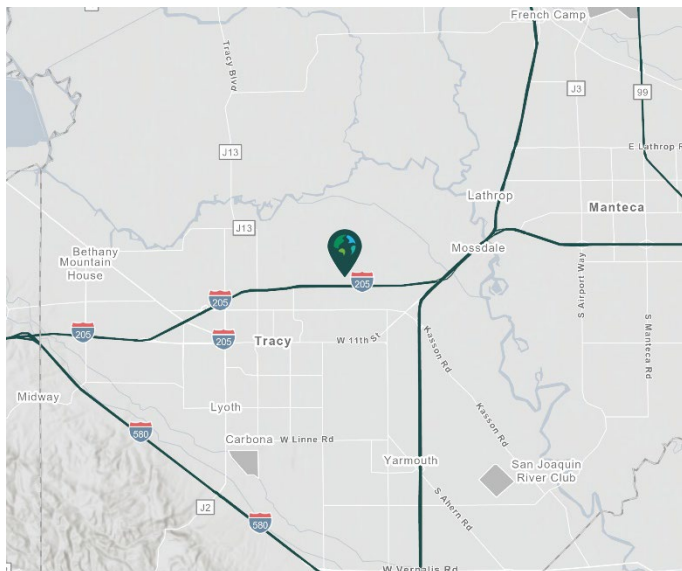 French Camp
Tracy Blvd
J3
99
J13
E Lathrop R
Lathrop
Manteca
J13
Mossdale
Bethany
Mountain
House
205
205
S Airport Way
205
205
Tracy
W 11th St
Kasson Rd
S Manteca Rd
Midway
Lyoth
580
Carbona
W Linne Rd
Kasson Rd
Yarmouth
San Joaquin
River Club
J2
580
S Ahern Rd
W Vernalis Rd